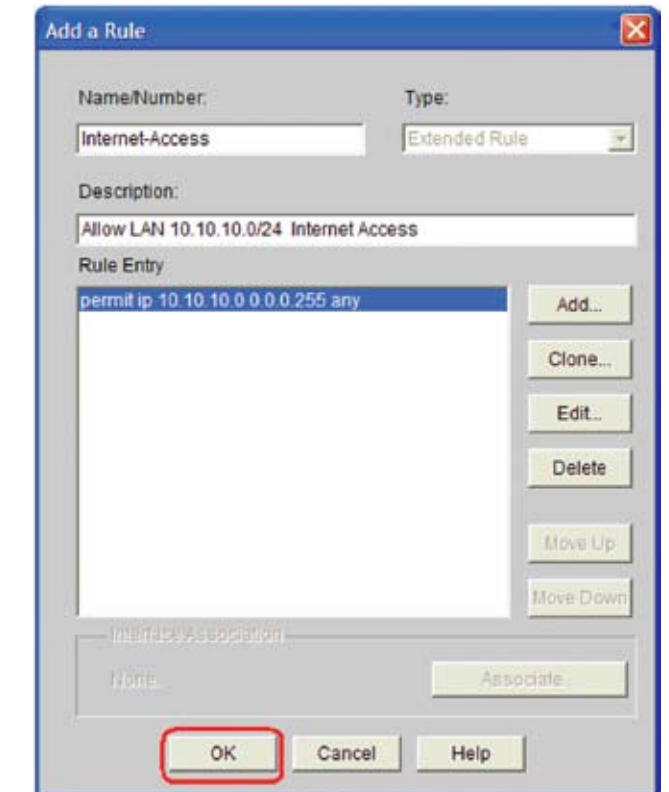 Add a Rule
Name/Number:
Type:
Internet-Access
Extended Rule
Description:
Allow LAN 10.10.10.0/24 Internet Access
Rule Entry
permit ip 10.10.10.0 0.0.0.255 any
Add...
Clone...
Edit...
Delete
Move Up
Move Down
Interface Association
None.
Associate
OK
Cancel
Help